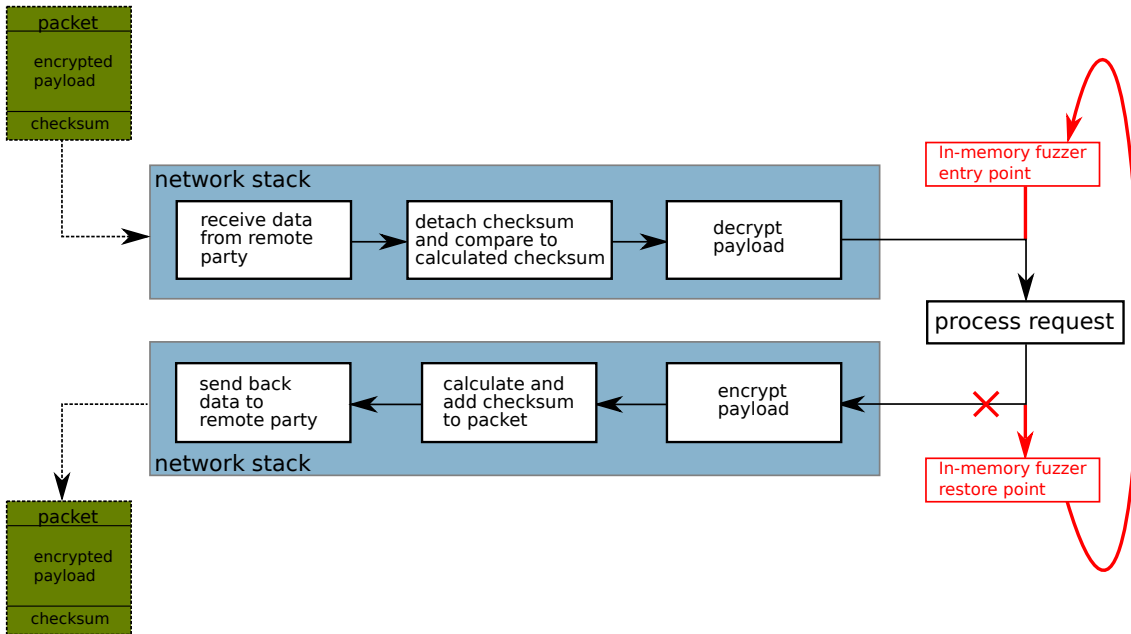 packet
encrypted
payload
checksum
network stack
receive data
from remote
party
detach checksum
and compare to
calculated checksum
decrypt
payload
In-memory fuzzer
entry point
process request
send back
data to
remote party
calculate and
add checksum
to packet
encrypt
payload
network stack
In-memory fuzzer
restore point
packet
encrypted
payload
checksum